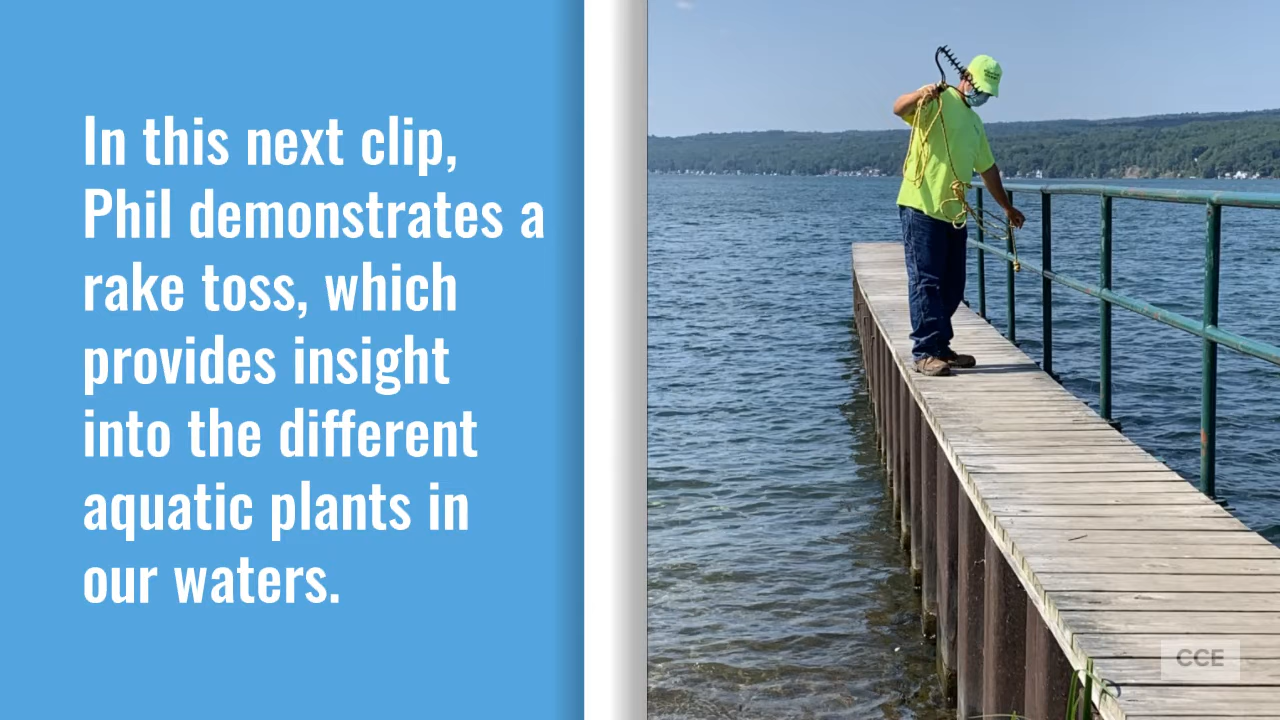 In this next clip,
Phil demonstrates a
rake toss, which
provides insight
into the different
aquatic plants in
our waters.
CCE